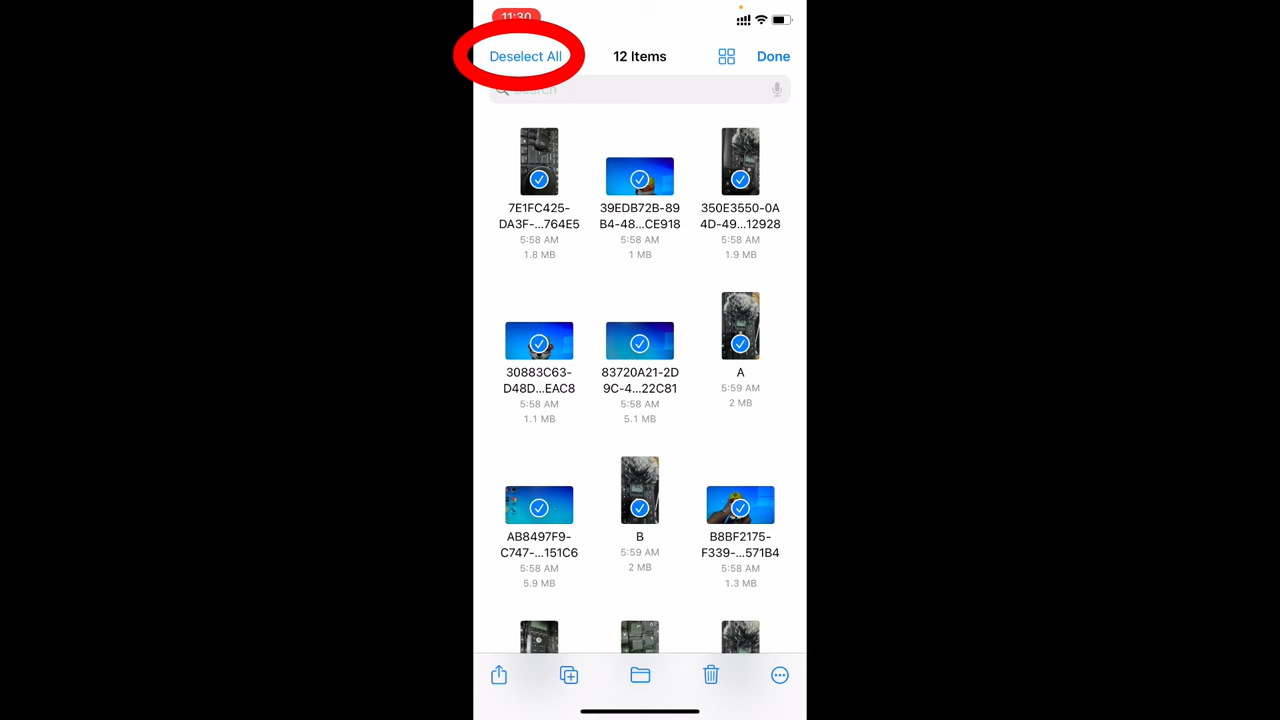 11:30
Deselect All
12 Items
Done
Search
7E1FC425-
DA3F-...764E5
5:58 AM
1.8 MB
39EDB72B-89
B4-48...CE918
5:58 AM
1 MB
350E3550-0A
4D-49...12928
5:58 AM
1.9 MB
30883C63-
D48D...EAC8
5:58 AM
1.1 MB
83720A21-2D
9C-4...22C81
5:58 AM
5.1 MB
A
5:59 AM
2 MB
AB8497F9-
C747-...151C6
5:58 AM
5.9 MB
B
5:59 AM
2 MB
B8BF2175-
F339-...571B4
5:58 AM
1.3 MB